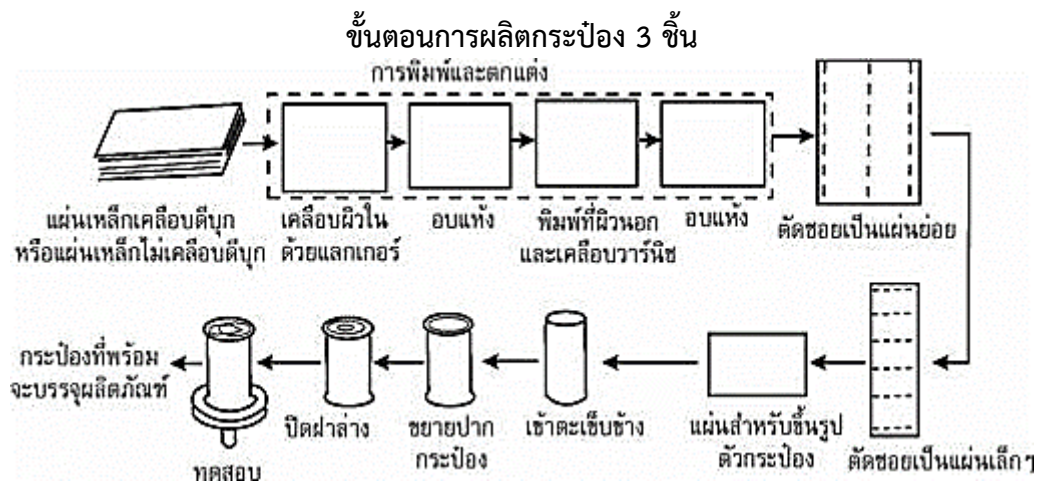 ขั้นตอนการผลิตกระป๋อง 3 ชิ้น
การพิมพ์และตกแต่ง
แผ่นเหล็กเคลือบดีบุก
หรือแผ่นเหล็กไม่เคลือบดีบุก
เคลือบผิวใน
ด้วยแลกเกอร์
อบแห้ง
พิมพ์ที่ผิวนอก
และเคลือบวาร์นิช
อบแห้ง
ตัดซอยเป็นแผ่นย่อย
ตัดซอยเป็นแผ่นเล็กๆ
แผ่นสำหรับขึ้นรูป
ตัวกระป๋อง
เข้าตะเข็บข้าง
ขยายปาก
กระป๋อง
ปิดฝาล่าง
ทดสอบ
กระป๋องที่พร้อม
จะบรรจุผลิตภัณฑ์